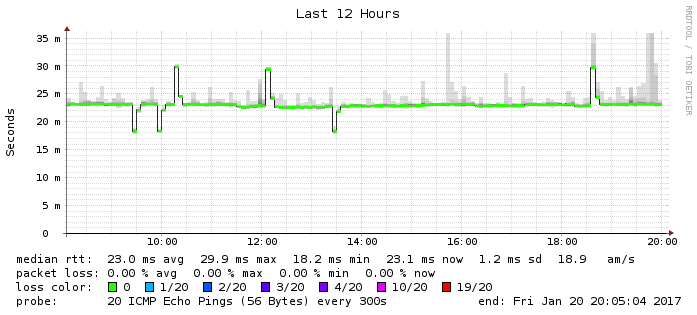 Last 12 Hours
RRDTOOL / TOBI OETIKER
Seconds
35 m
30 m
25 m
20 m
15 m
10 m
5 m
0
10:00 12:00 14:00 16:00 18:00 20:00
median rtt: 23.0 ms avg 29.9 ms max 18.2 ms min 23.1 ms now 1.2 ms sd 18.9 am/s
packet loss: 0.00 % avg 0.00 % max 0.00 % min 0.00 % now
loss color: 0 1/20 2/20 3/20 4/20 10/20 19/20
probe: 20 ICMP Echo Pings (56 Bytes) every 300s end: Fri Jan 20 20:05:04 2017